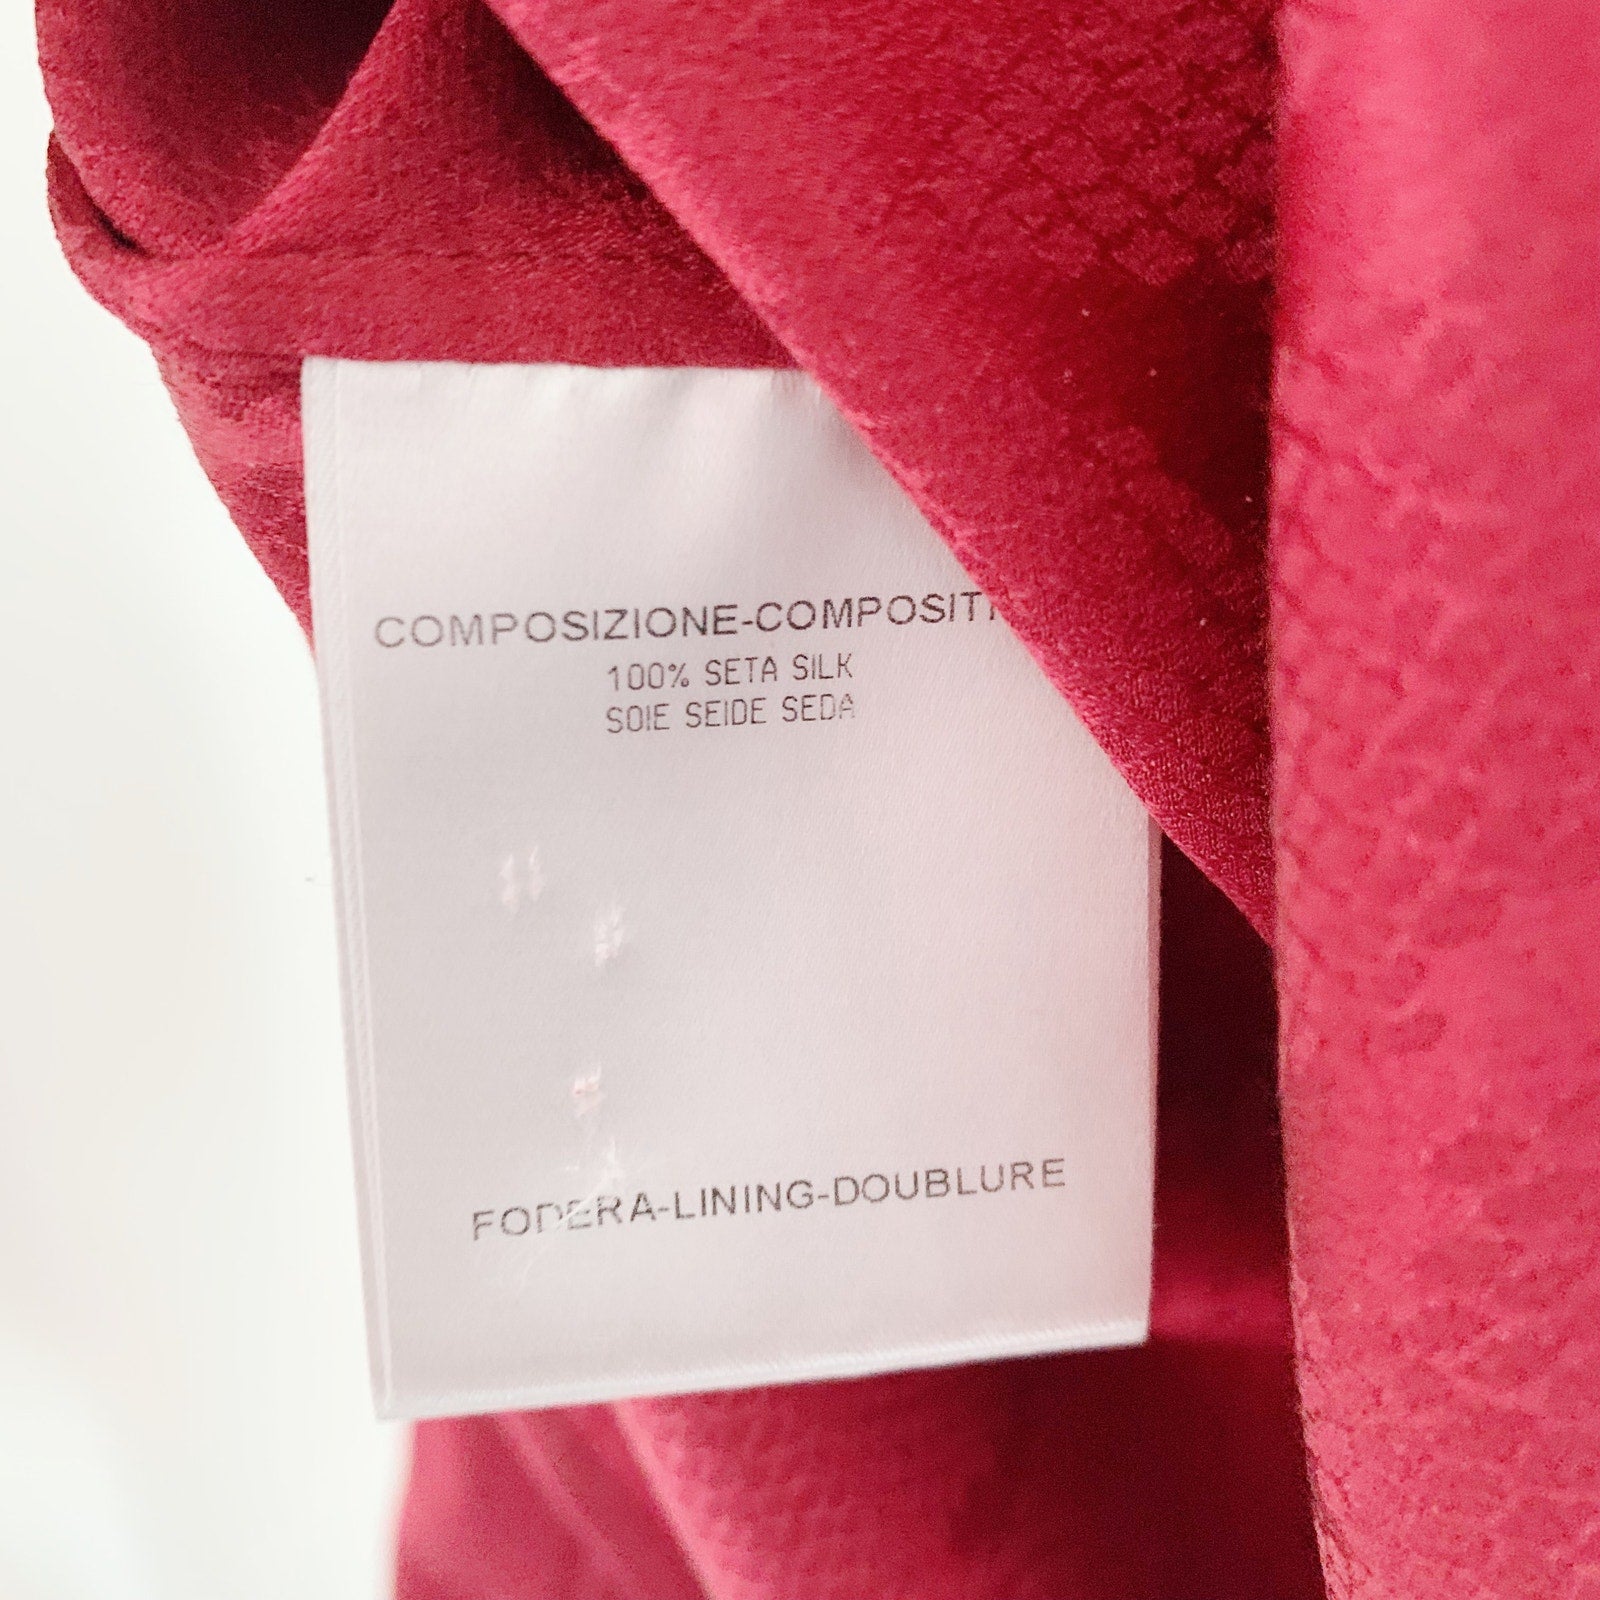 COMPOSIZIONE-COMPOSITI
100% SETA SILK
SOIE SEIDE SEDA
FODERA-LINING-DOUBLURE